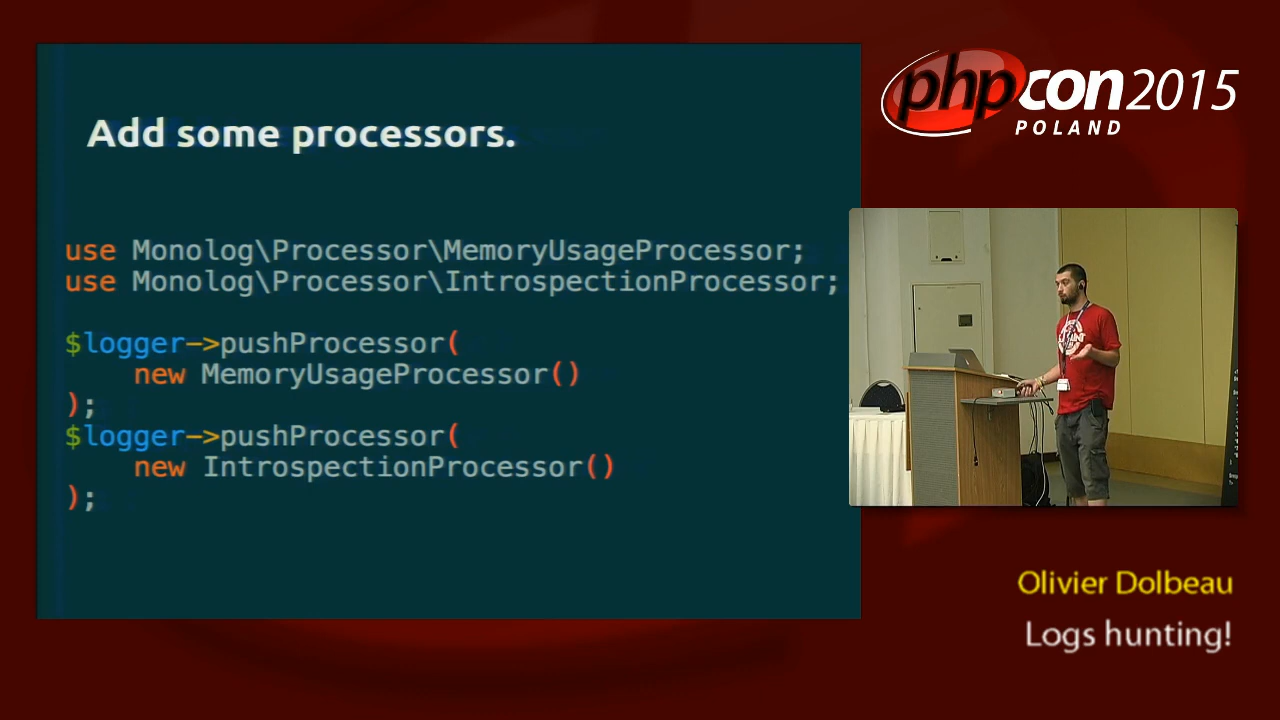 Add some processors.
use Monolog\Processor\MemoryUsageProcessor;
use Monolog\Processor\IntrospectionProcessor;
$logger->pushProcessor(
    new MemoryUsageProcessor()
);
$logger->pushProcessor(
    new IntrospectionProcessor()
);
phpcon2015
POLAND
Olivier Dolbeau
Logs hunting!